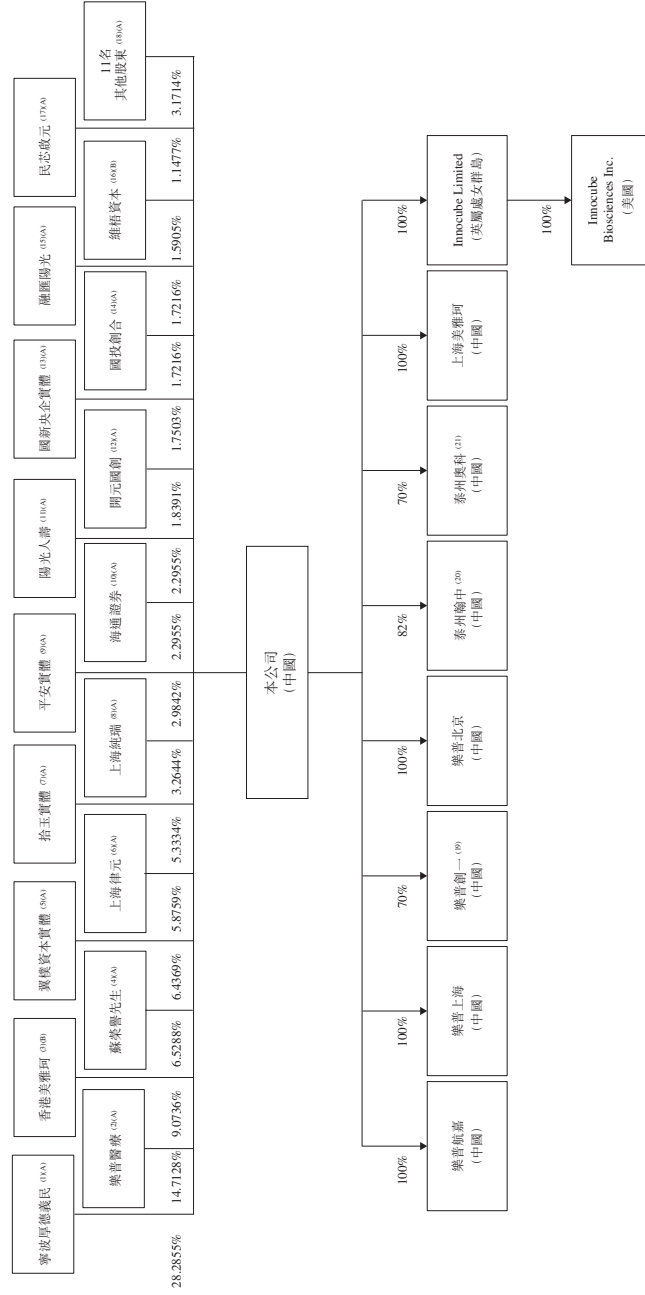 寧波厚德義民 (1)(A)
香港美雅珂 (3)(B)
翼樸資本實體 (5)(A)
拾玉實體 (7)(A)
平安實體 (9)(A)
陽光人壽 (11)(A)
國新央企實體 (13)(A)
融匯陽光 (15)(A)
民芯啟元 (17)(A)
樂普醫療 (2)(A)
蘇榮譽先生 (4)(A)
上海律元 (6)(A)
上海純瑞 (8)(A)
海通證券 (10)(A)
開元國創 (12)(A)
國投創合 (14)(A)
維梧資本 (16)(B)
11名
其他股東 (18)(A)
28.2855%
14.7128%
9.0736%
6.5288%
6.4369%
5.8759%
5.3334%
3.2644%
2.9842%
2.2955%
2.2955%
1.8391%
1.7503%
1.7216%
1.7216%
1.5905%
1.1477%
3.1714%
本公司
(中國)
100%
100%
70%
100%
82%
70%
100%
100%
樂普航嘉
(中國)
樂普上海
(中國)
樂普創一 (19)
(中國)
樂普北京
(中國)
泰州翰中 (20)
(中國)
泰州奧科 (21)
(中國)
上海美雅珂
(中國)
Innocube Limited
(英屬處女群島)
100%
Innocube
Biosciences Inc.
(美國)